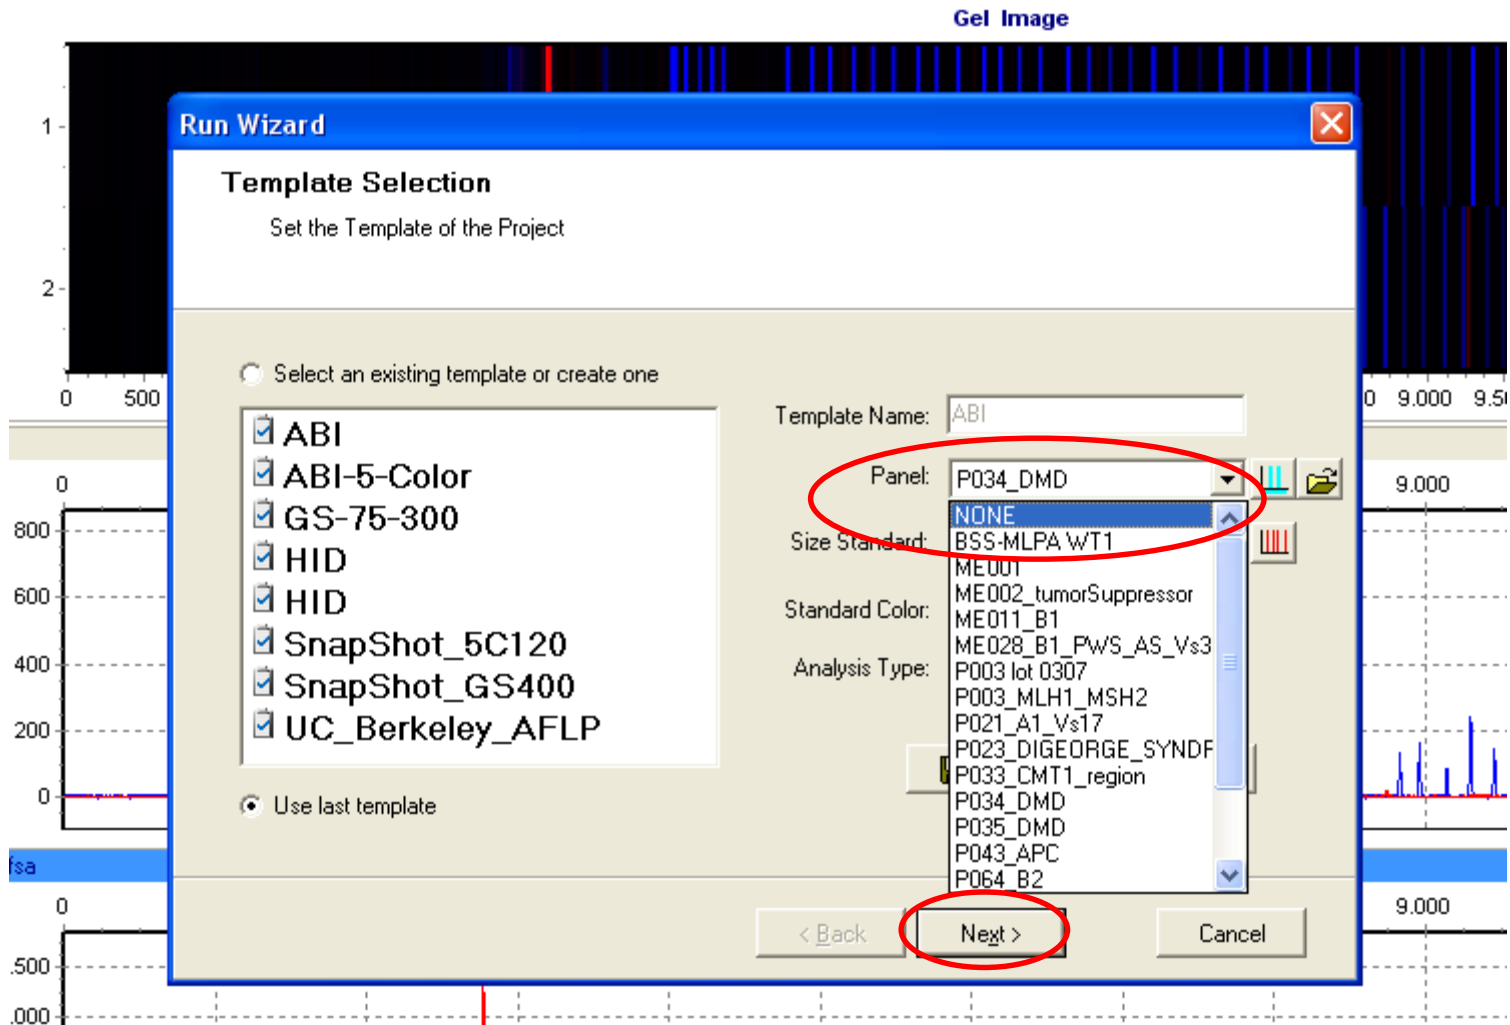 Gel Image
1
2
0
500
0
9.000
9.5
Run Wizard
Template Selection
Set the Template of the Project
Select an existing template or create one
ABI
ABI-5-Color
GS-75-300
HID
HID
SnapShot_5C120
SnapShot_GS400
UC_Berkeley_AFLP
Use last template
Template Name:
ABI
Panel:
P034_DMD
Size Standard:
Standard Color:
Analysis Type:
NONE
BSS-MLPA WT1
ME001
ME002_tumorSuppressor
ME011_B1
ME028_B1_PWS_AS_Vs3
P003 lot 0307
P003_MLH1_MSH2
P021_A1_Vs17
P023_DIGEORGE_SYNDF
P033_CMT1_region
P034_DMD
P035_DMD
P043_APC
P064_B2
< Back
Next >
Cancel
0
9.000
800
600
400
200
0
fsa
0
9.000
.500
.000